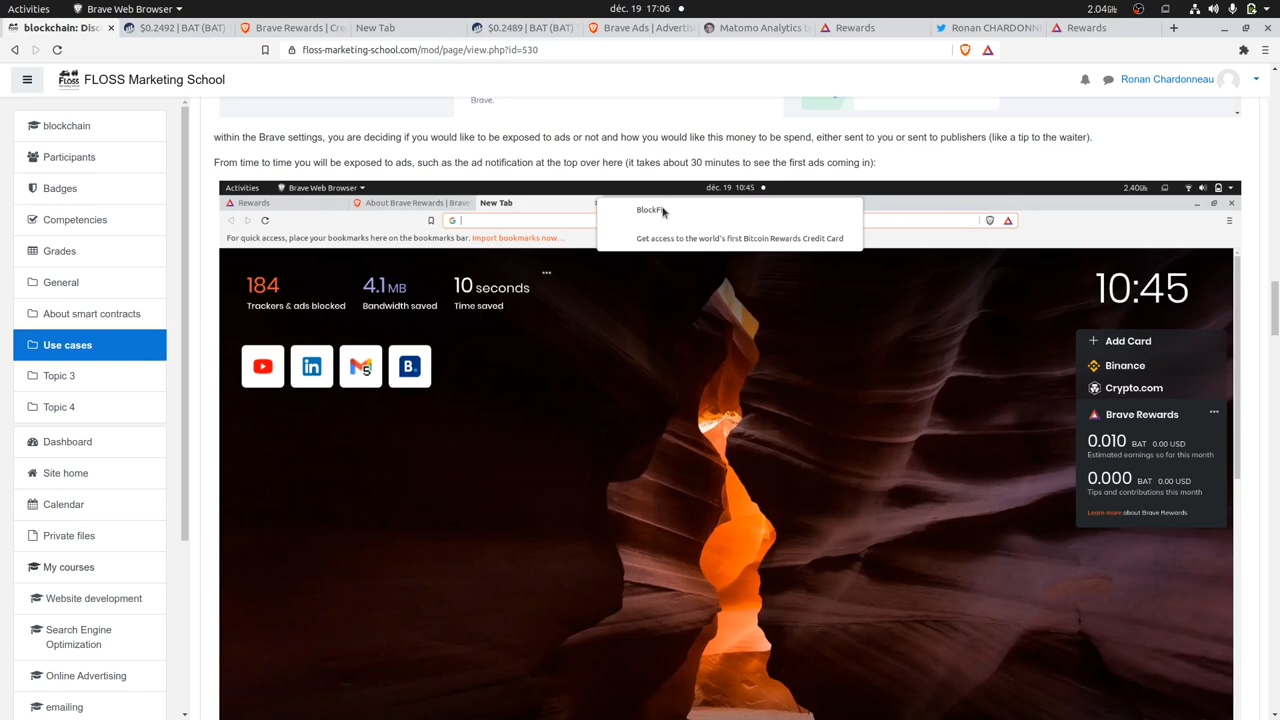 Activities
Brave Web Browser
déc. 19 17:06
2.04 GHz
blockchain: Disc
$0.2492 | BAT (BAT)
Brave Rewards | Cre
New Tab
$0.2489 | BAT (BAT)
Brave Ads | Advertis
Matomo Analytics t
Rewards
Ronan CHARDONN
Rewards
floss-marketing-school.com/mod/page/view.php?id=530
FLOSS
FLOSS Marketing School
Ronan Chardonneau
blockchain
Participants
Badges
Competencies
Grades
General
About smart contracts
Use cases
Topic 3
Topic 4
Dashboard
Site home
Calendar
Private files
My courses
Website development
Search Engine
Optimization
Online Advertising
emailing
Brave.
within the Brave settings, you are deciding if you would like to be exposed to ads or not and how you would like this money to be spend, either sent to you or sent to publishers (like a tip to the waiter).
From time to time you will be exposed to ads, such as the ad notification at the top over here (it takes about 30 minutes to see the first ads coming in):
Activities
Brave Web Browser
déc. 19 10:45
2.40GHz
Rewards
About Brave Rewards | Brave
New Tab
G
For quick access, place your bookmarks here on the bookmarks bar. Import bookmarks now…
BlockFi
Get access to the world's first Bitcoin Rewards Credit Card
184
Trackers & ads blocked
4.1 MB
Bandwidth saved
10 seconds
Time saved
5
B.
10:45
Add Card
Binance
Crypto.com
Brave Rewards
0.010 BAT 0.00 USD
Estimated earnings so far this month
0.000 BAT 0.00 USD
Tips and contributions this month
Learn more about Brave Rewards